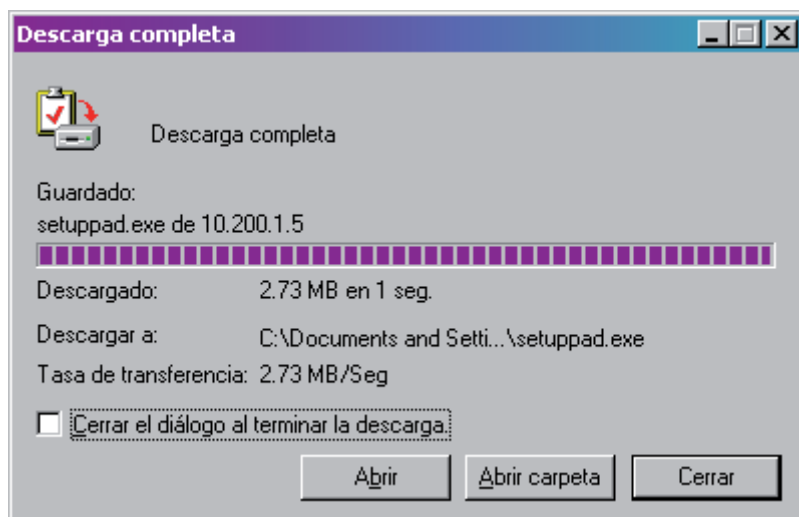 Descarga completa
Descarga completa
Guardado:
setuppad.exe de 10.200.1.5
Descargado: 2.73 MB en 1 seg.
Descargar a: C:\Documents and Setti...\setuppad.exe
Tasa de transferencia: 2.73 MB/Seg
Cerrar el diálogo al terminar la descarga.
Abrir Abrir carpeta Cerrar